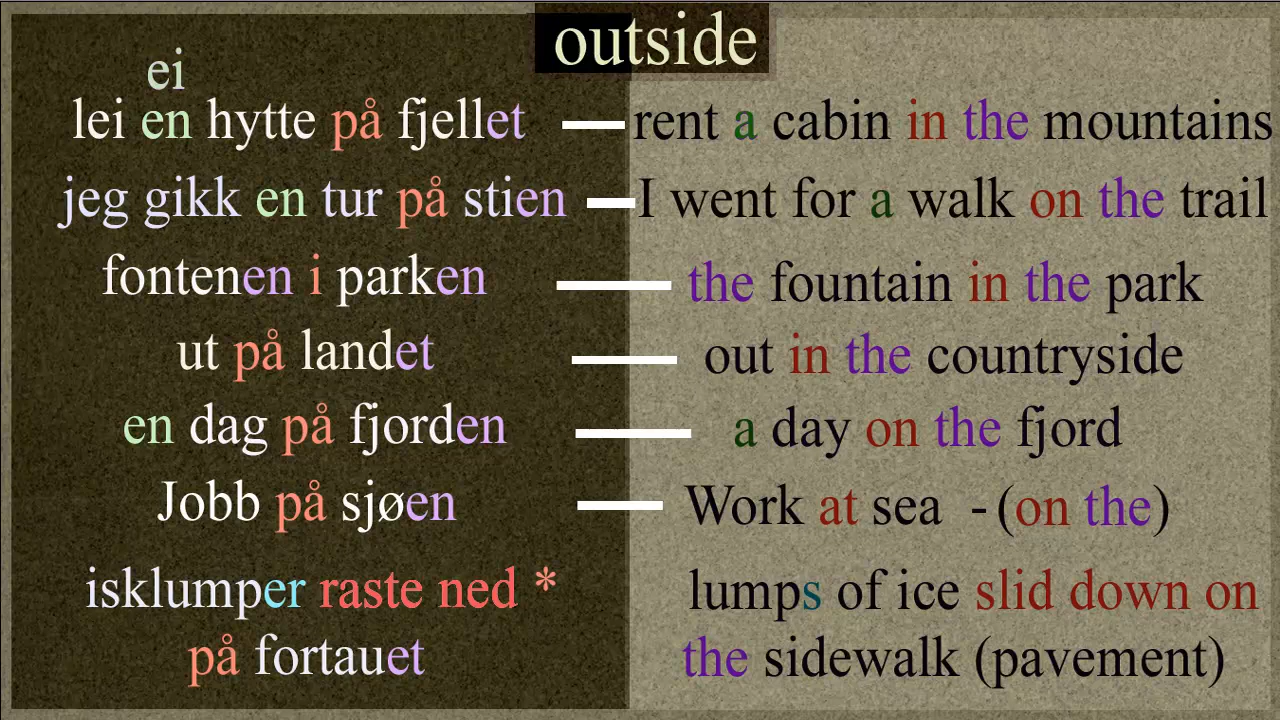 outside
ei
lei en hytte på fjellet — rent a cabin in the mountains
jeg gikk en tur på stien — I went for a walk on the trail
fontenen i parken — the fountain in the park
ut på landet — out in the countryside
en dag på fjorden — a day on the fjord
Jobb på sjøen — Work at sea - (on the)
isklumper raste ned * lumps of ice slid down on
på fortauet the sidewalk (pavement)